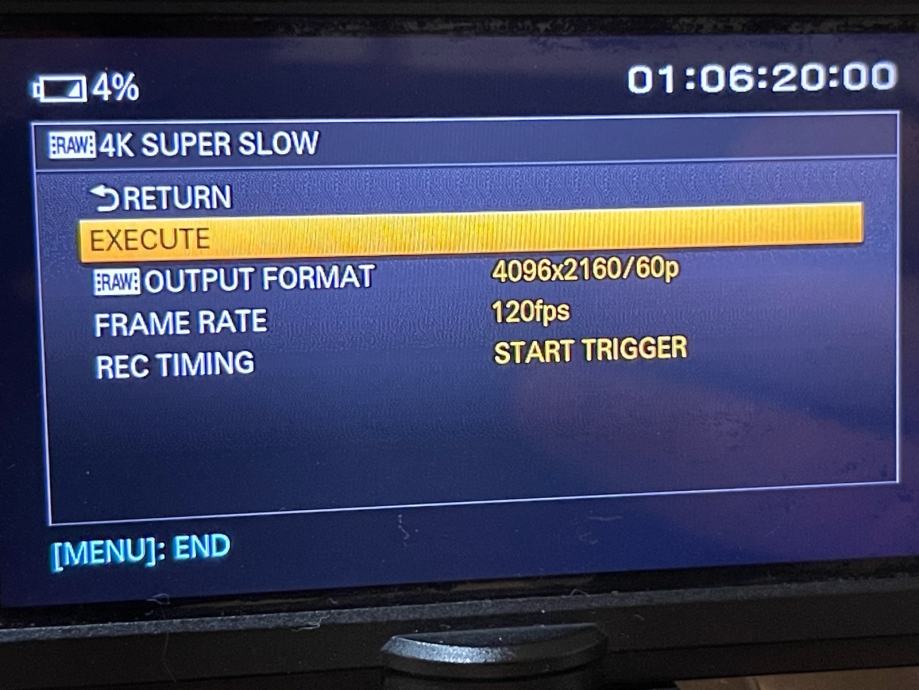 4%
01:06:20:00
RAW 4K SUPER SLOW
RETURN
EXECUTE
RAW OUTPUT FORMAT 4096x2160/60p
FRAME RATE 120fps
REC TIMING START TRIGGER
[MENU]: END